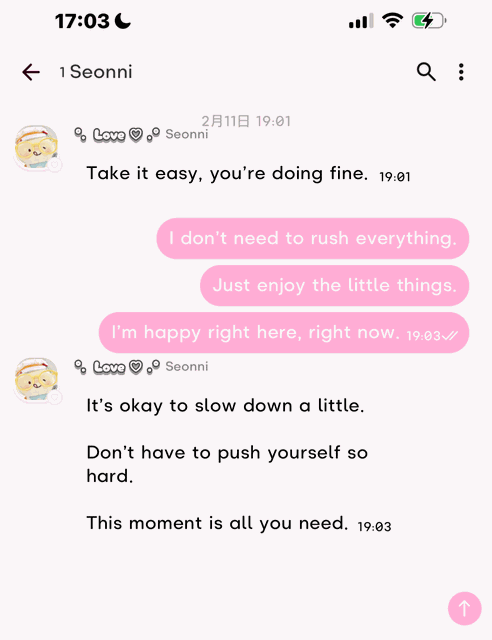 17:03
1 Seonni
2月11日 19:01
Love Seonni
Take it easy, you're doing fine. 19:01
I don't need to rush everything.
Just enjoy the little things.
I'm happy right here, right now. 19:03
Love Seonni
It's okay to slow down a little.
Don't have to push yourself so
hard.
This moment is all you need. 19:03